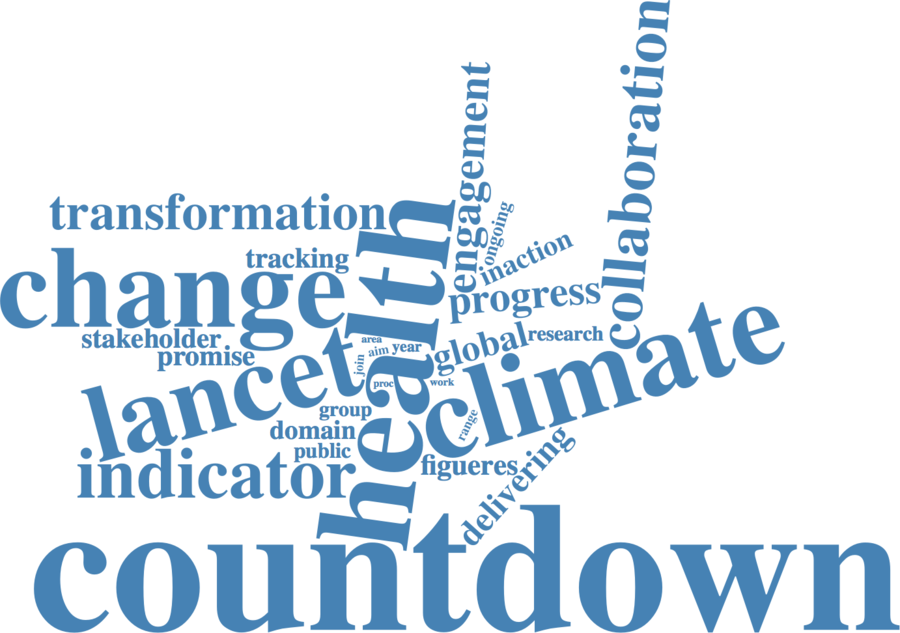 collaboration
engagement
transformation
health
ongoing
tracking
inaction
change
progress
stakeholder
area
global
research
promise
aim
year
climate
join
lancet
proc
work
group
range
domain
public
figueres
indicator
delivering
countdown